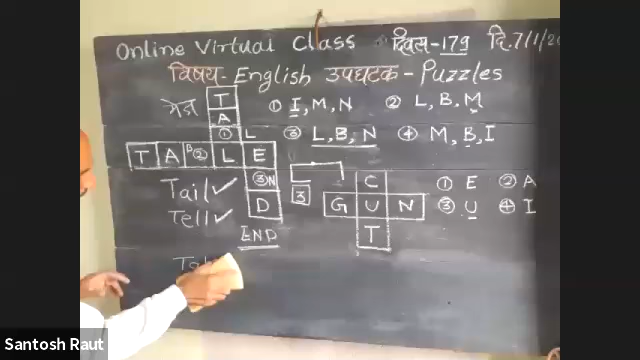 Online Virtual Class दिवस-179 दि.7/1/20
विषय- English उपघटक- Puzzles
T
A
① L
T A B② L E
③ N
D
END
① I, M, N ② L, B, M
③ L, B, N ④ M, B, I
Tail ✓
Tell ✓
3
C
G U N
T
① E ② A
③ U ④ I
Santosh Raut